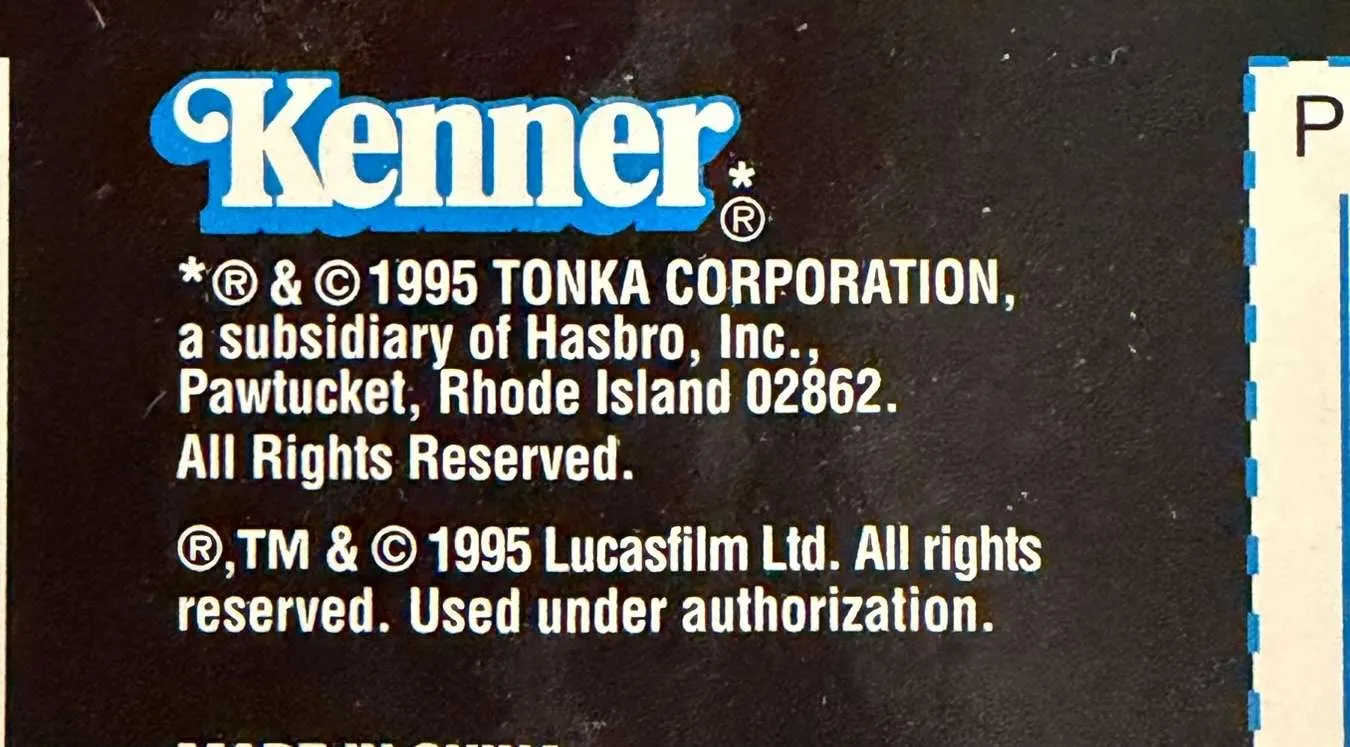 Kenner*®
*® & © 1995 TONKA CORPORATION,
a subsidiary of Hasbro, Inc.,
Pawtucket, Rhode Island 02862.
All Rights Reserved.
®,TM & © 1995 Lucasfilm Ltd. All rights
reserved. Used under authorization.
P